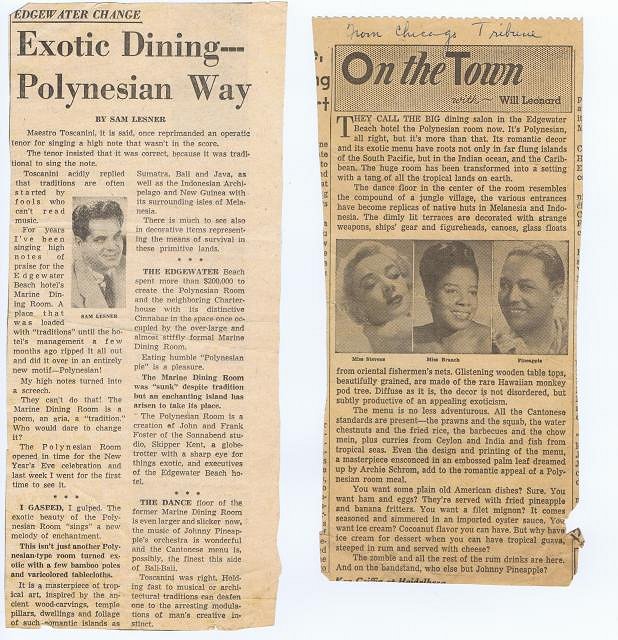 EDGEWATER CHANGE
Exotic Dining—
Polynesian Way
BY SAM LESNER
Maestro Toscanini, it is said, once reprimanded an operatic
tenor for singing a high note that wasn't in the score.
The tenor insisted that it was correct, because it was tradi-
tional to sing the note.
Toscanini acidly replied
that traditions are often
started by
fools who
can't read
music.
For years
I've been
singing high
notes of
praise for the
Edgewater
Beach hotel's
Marine Din-
ing Room. A
place that
was loaded
SAM LESNER
with "traditions" until the ho-
tel's management a few
months ago ripped it all out
and did it over in an entirely
new motif—Polynesian!
My high notes turned into
a screech.
They can't do that! The
Marine Dining Room is a
poem, an aria, a "tradition."
Who would dare to change
it?
The Polynesian Room
opened in time for the New
Year's Eve celebration and
last week I went for the first
time to see it.
* * *
I GASPED, I gulped. The
exotic beauty of the Poly-
nesian Room "sings" a new
melody of enchantment.
This isn't just another Poly-
nesian-type room turned ex-
otic with a few bamboo poles
and varicolored tablecloths.
It is a masterpiece of trop-
ical art, inspired by the an-
cient wood-carvings, temple
pillars, dwellings and foliage
of such romantic islands as
Sumatra, Bali and Java, as
well as the Indonesian Archi-
pelago and New Guinea with
its surrounding isles of Mela-
nesia.
There is much to see also
in decorative items represent-
ing the means of survival in
these primitive lands.
* * *
THE EDGEWATER Beach
spent more than $200,000 to
create the Polynesian Room
and the neighboring Charter-
house with its distinctive
Cinnabar in the space once oc-
cupied by the over-large and
almost stiffly formal Marine
Dining Room.
Eating humble "Polynesian
pie" is a pleasure.
The Marine Dining Room
was "sunk" despite tradition
but an enchanting island has
arisen to take its place.
The Polynesian Room is a
creation of John and Frank
Foster of the Sonnabend stu-
dio, Skipper Kent, a globe-
trotter with a sharp eye for
things exotic, and executives
of the Edgewater Beach ho-
tel.
* * *
THE DANCE floor of the
former Marine Dining Room
is even larger and slicker now,
the music of Johnny Pineap-
ple's orchestra is wonderful
and the Cantonese menu is,
possibly, the finest this side
of Bali-Bali.
Toscanini was right. Hold-
ing fast to musical or archi-
tectural traditions can deafen
one to the arresting modula-
tions of man's creative in-
stinct.
From Chicago Tribune
On the Town
with— Will Leonard
THEY CALL THE BIG dining salon in the Edgewater
Beach hotel the Polynesian room now. It's Polynesian,
all right, but it's more than that. Its romantic decor
and its exotic menu have roots not only in far flung islands
of the South Pacific, but in the Indian ocean, and the Carib-
bean. The huge room has been transformed into a setting
with a tang of all the tropical lands on earth.
The dance floor in the center of the room resembles
the compound of a jungle village, the various entrances
have become replicas of native huts in Melanesia and Indo-
nesia. The dimly lit terraces are decorated with strange
weapons, ships' gear and figureheads, canoes, glass floats
Miss Stevens
Miss Branch
Pineapple
from oriental fishermen's nets. Glistening wooden table tops,
beautifully grained, are made of the rare Hawaiian monkey
pod tree. Diffuse as it is, the decor is not disordered, but
subtly productive of an appealing exoticism.
The menu is no less adventurous. All the Cantonese
standards are present—the prawns and the squab, the water
chestnuts and the fried rice, the barbecues and the chow
mein, plus curries from Ceylon and India and fish from
tropical seas. Even the design and printing of the menu,
a masterpiece ensconced in an embossed palm leaf dreamed
up by Archie Schrom, add to the romantic appeal of a Poly-
nesian room meal.
You want some plain old American dishes? Sure. You
want ham and eggs? They're served with fried pineapple
and banana fritters. You want a filet mignon? It comes
seasoned and simmered in an imported oyster sauce. You
want ice cream? Cocoanut flavor you can have. But why have
ice cream for dessert when you can have tropical guava,
steeped in rum and served with cheese?
The zombie and all the rest of the rum drinks are here.
And on the bandstand, who else but Johnny Pineapple?